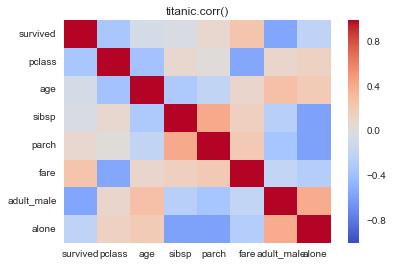 titanic.corr()
survived
pclass
age
sibsp
parch
fare
adult_male
alone
survived pclass age sibsp parch fare adult_male alone
0.8
0.4
0.0
−0.4
−0.8